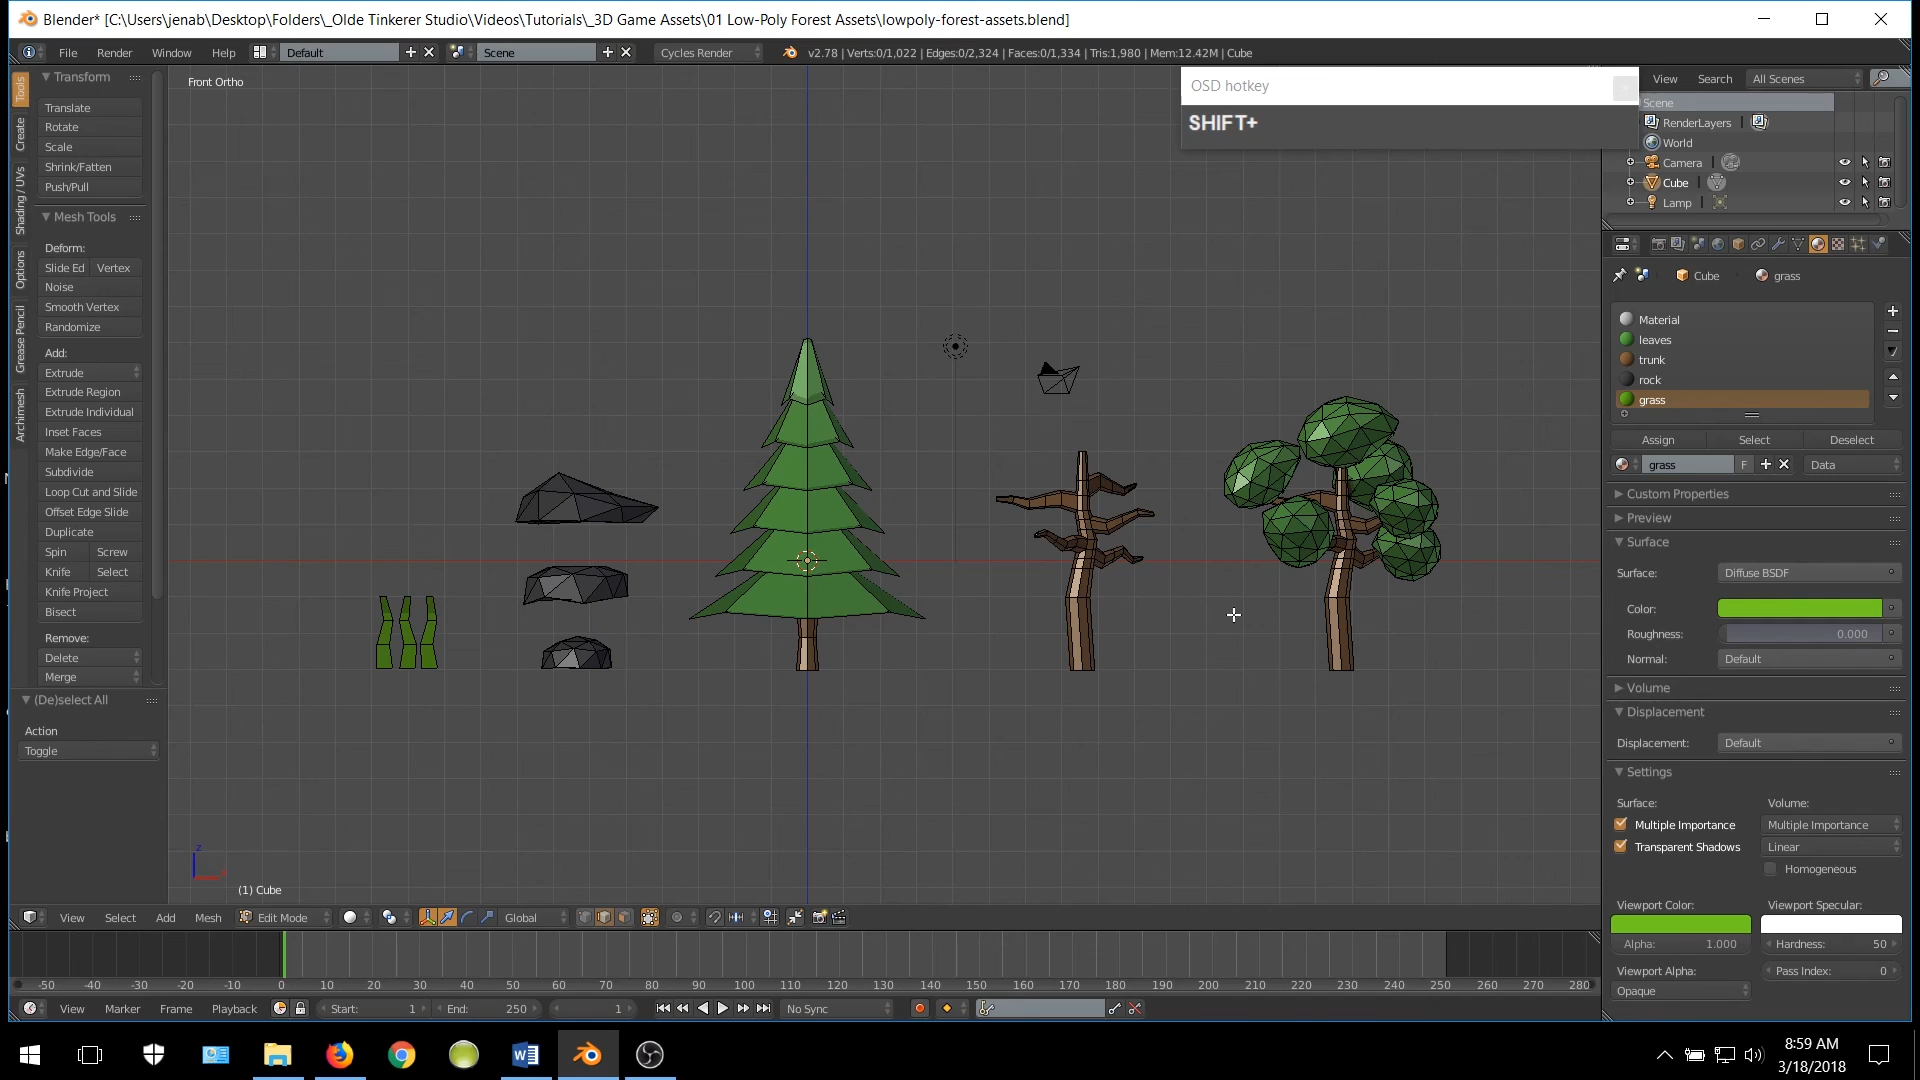 Blender* [C:\Users\jenab\Desktop\Folders\_Olde Tinkerer Studio\Videos\Tutorials\_3D Game Assets\01 Low-Poly Forest Assets\lowpoly-forest-assets.blend]
File Render Window Help Default Scene Cycles Render v2.78 | Verts:0/1,022 | Edges:0/2,324 | Faces:0/1,334 | Tris:1,980 | Mem:12.42M | Cube
Tools
Create
Shading / UVs
Options
Grease Pencil
Archimesh
Transform
Translate
Rotate
Scale
Shrink/Fatten
Push/Pull
Mesh Tools
Deform:
Slide Ed Vertex
Noise
Smooth Vertex
Randomize
Add:
Extrude
Extrude Region
Extrude Individual
Inset Faces
Make Edge/Face
Subdivide
Loop Cut and Slide
Offset Edge Slide
Duplicate
Spin Screw
Knife Select
Knife Project
Bisect
Remove:
Delete
Merge
(De)select All
Action
Toggle
Front Ortho
OSD hotkey
SHIFT+
z
(1) Cube
View Search All Scenes
Scene
RenderLayers
World
Camera
Cube
Lamp
Cube grass
Material
leaves
trunk
rock
grass
Assign Select Deselect
grass F Data
Custom Properties
Preview
Surface
Surface: Diffuse BSDF
Color:
Roughness: 0.000
Normal: Default
Volume
Displacement
Displacement: Default
Settings
Surface: Volume:
Multiple Importance Multiple Importance
Transparent Shadows Linear
Homogeneous
Viewport Color: Viewport Specular:
Alpha: 1.000 Hardness: 50
Viewport Alpha: Pass Index: 0
Opaque
View Select Add Mesh Edit Mode Global
-50 -40 -30 -20 -10 0 10 20 30 40 50 60 70 80 90 100 110 120 130 140 150 160 170 180 190 200 210 220 230 240 250 260 270 280
View Marker Frame Playback Start: 1 End: 250 1 No Sync
8:59 AM
3/18/2018